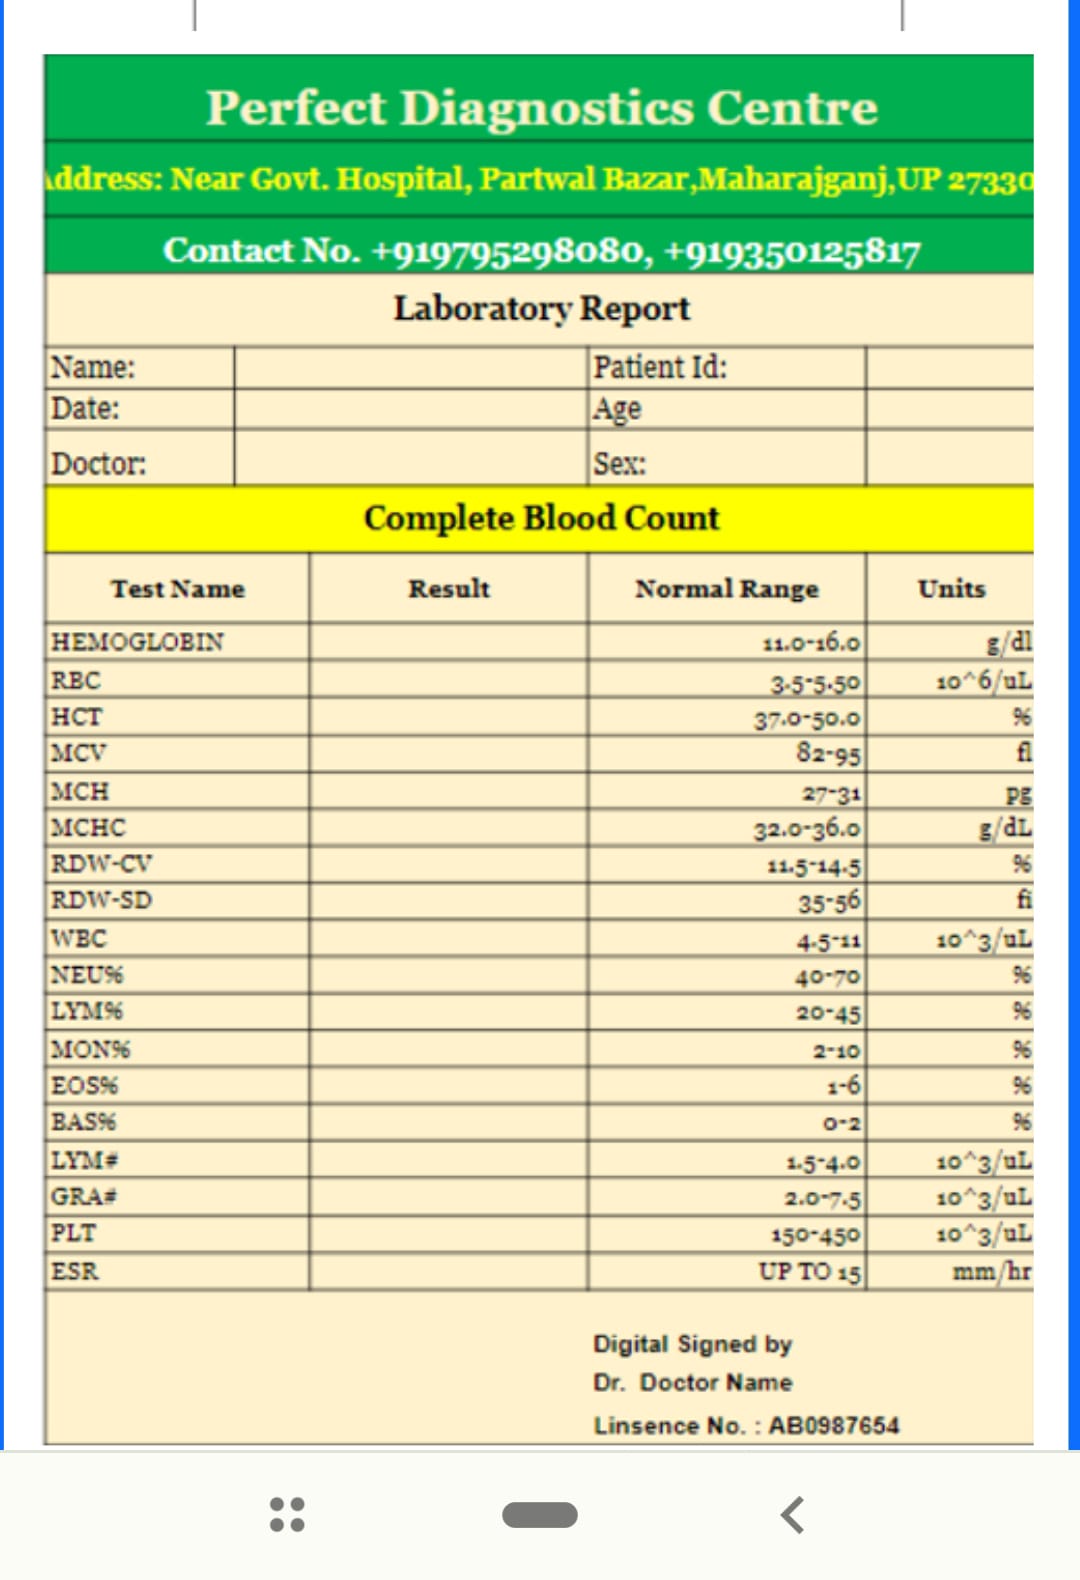 Perfect Diagnostics Centre
Address: Near Govt. Hospital, Partwal Bazar,Maharajganj,UP 27330
Contact No. +919795298080, +919350125817
Laboratory Report
Name: Patient Id:
Date: Age
Doctor: Sex:
Complete Blood Count
Test Name Result Normal Range Units
HEMOGLOBIN 11.0-16.0 g/dl
RBC 3.5-5.50 10^6/uL
HCT 37.0-50.0 %
MCV 82-95 fl
MCH 27-31 pg
MCHC 32.0-36.0 g/dL
RDW-CV 11.5-14.5 %
RDW-SD 35-56 fi
WBC 4.5-11 10^3/uL
NEU% 40-70 %
LYM% 20-45 %
MON% 2-10 %
EOS% 1-6 %
BAS% 0-2 %
LYM# 1.5-4.0 10^3/uL
GRA# 2.0-7.5 10^3/uL
PLT 150-450 10^3/uL
ESR UP TO 15 mm/hr
Digital Signed by
Dr. Doctor Name
Linsence No. : AB0987654